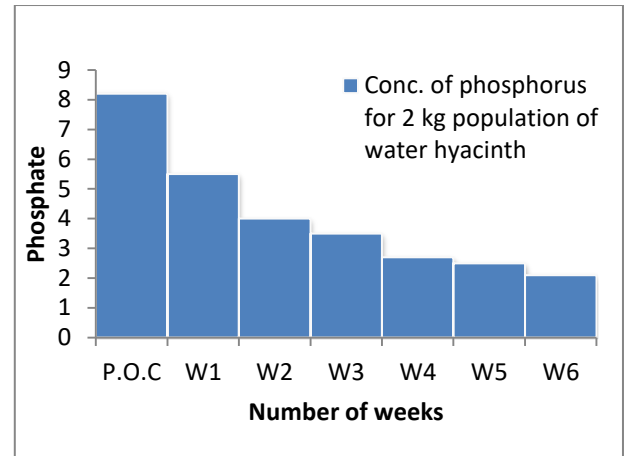 9
8
7
6
5
4
3
2
1
0
Phosphate
Conc. of phosphorus
for 2 kg population of
water hyacinth
P.O.C W1 W2 W3 W4 W5 W6
Number of weeks